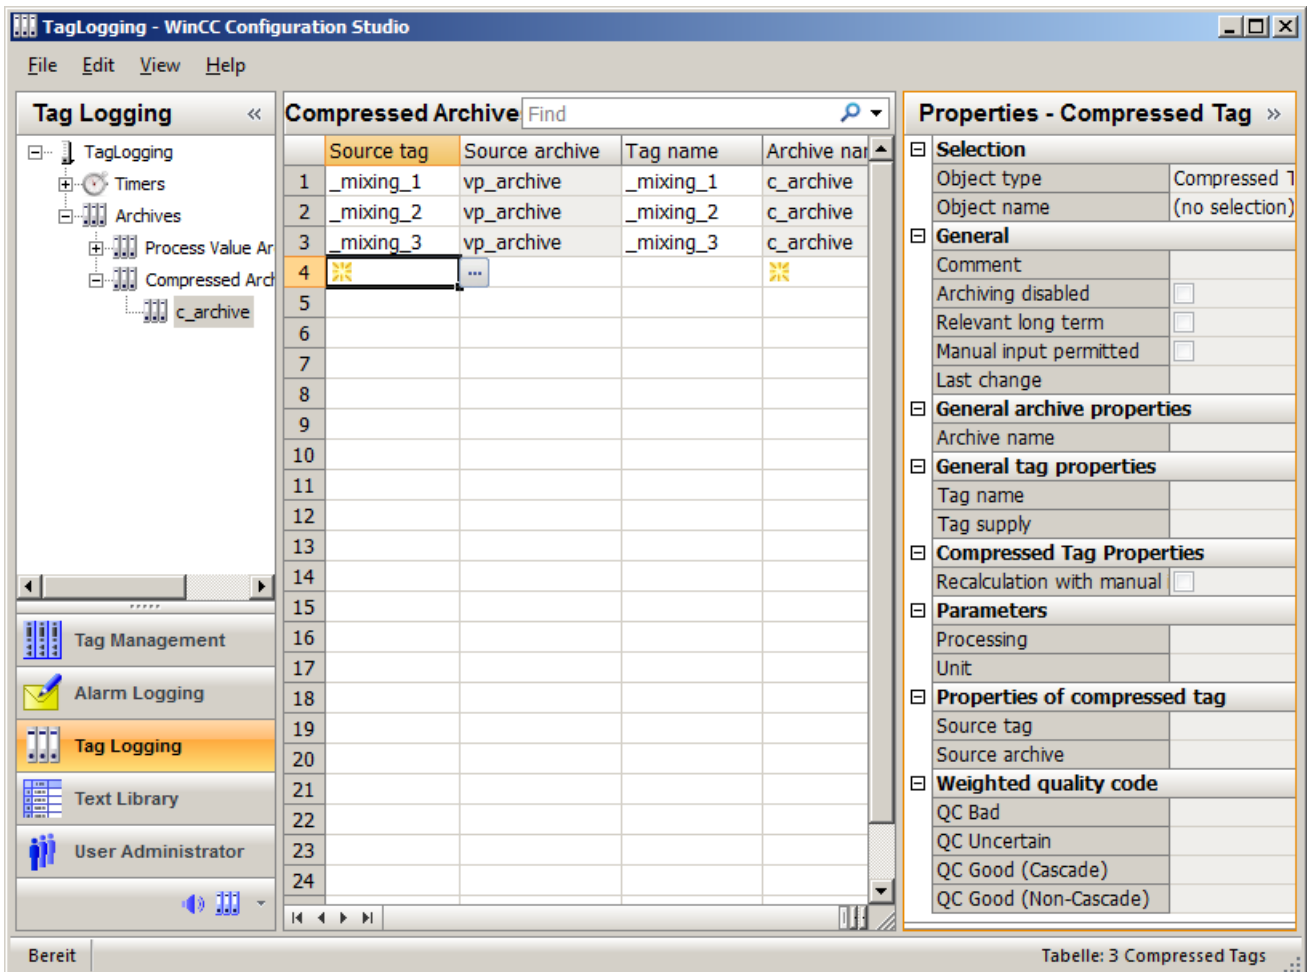 TagLogging - WinCC Configuration Studio
File Edit View Help
Tag Logging «
TagLogging
Timers
Archives
Process Value Ar
Compressed Arch
c_archive
Tag Management
Alarm Logging
Tag Logging
Text Library
User Administrator
Compressed Archive Find
Source tag Source archive Tag name Archive nar
1 _mixing_1 vp_archive _mixing_1 c_archive
2 _mixing_2 vp_archive _mixing_2 c_archive
3 _mixing_3 vp_archive _mixing_3 c_archive
4 ...
5
6
7
8
9
10
11
12
13
14
15
16
17
18
19
20
21
22
23
24
Properties - Compressed Tag »
Selection
Object type Compressed T
Object name (no selection)
General
Comment
Archiving disabled
Relevant long term
Manual input permitted
Last change
General archive properties
Archive name
General tag properties
Tag name
Tag supply
Compressed Tag Properties
Recalculation with manual
Parameters
Processing
Unit
Properties of compressed tag
Source tag
Source archive
Weighted quality code
QC Bad
QC Uncertain
QC Good (Cascade)
QC Good (Non-Cascade)
Bereit
Tabelle: 3 Compressed Tags